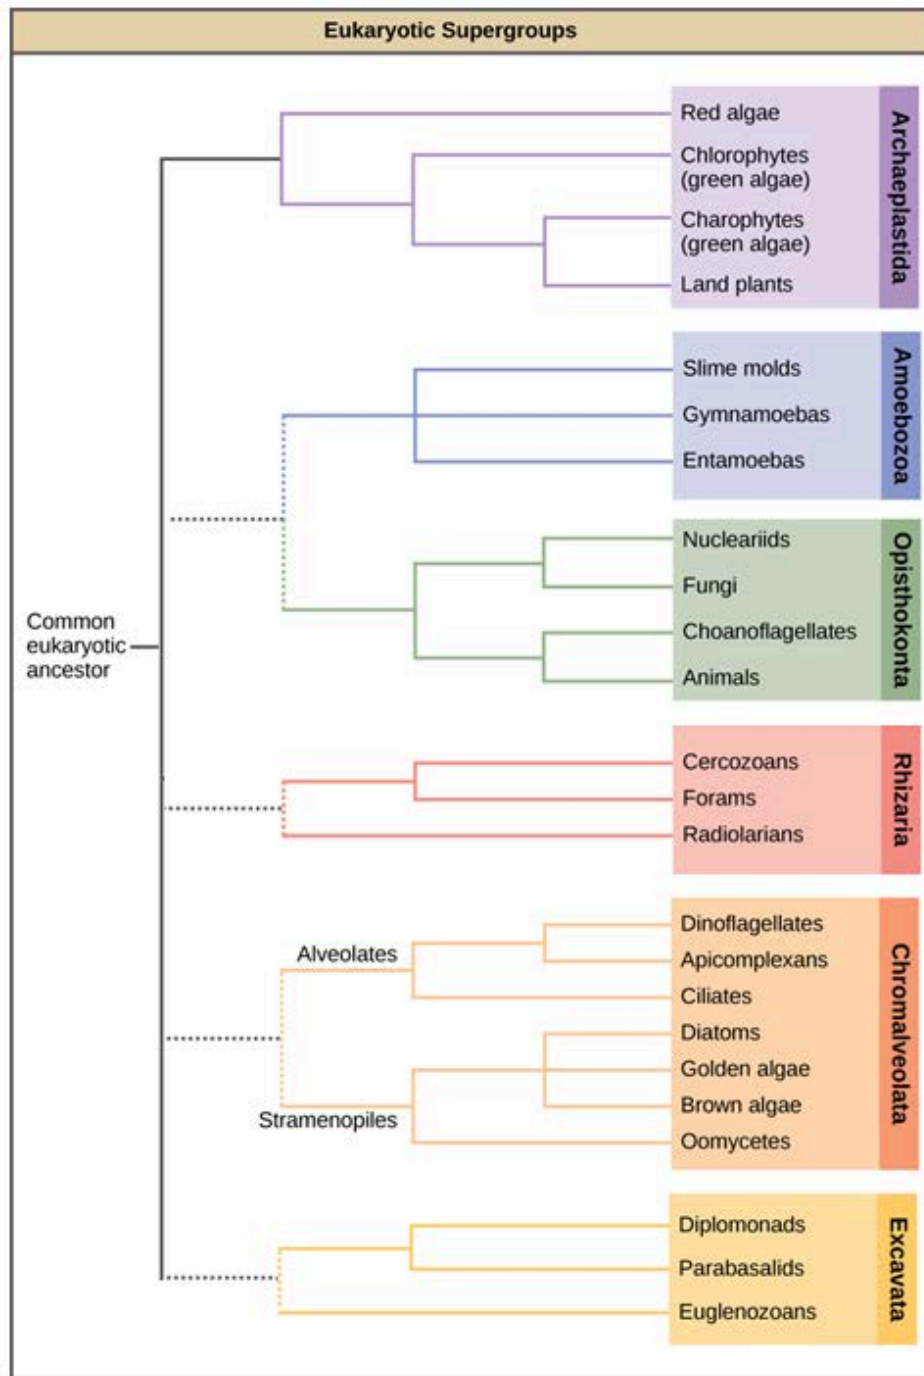 Eukaryotic Supergroups
Red algae
Chlorophytes
(green algae)
Charophytes
(green algae)
Land plants
Archaeplastida
Slime molds
Gymnamoebas
Entamoebas
Amoebozoa
Nucleariids
Fungi
Choanoflagellates
Animals
Opisthokonta
Common
eukaryotic
ancestor
Cercozoans
Forams
Radiolarians
Rhizaria
Alveolates
Dinoflagellates
Apicomplexans
Ciliates
Stramenopiles
Diatoms
Golden algae
Brown algae
Oomycetes
Chromalveolata
Diplomonads
Parabasalids
Euglenozoans
Excavata